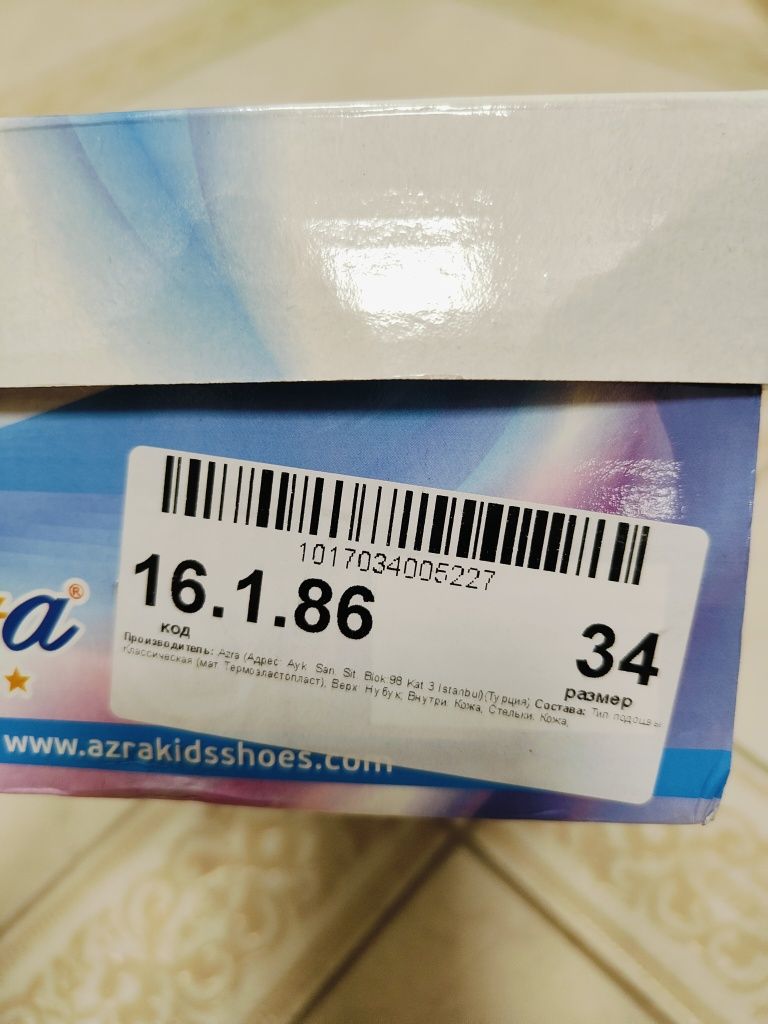 1017034005227
16.1.86
код
34
размер
Производитель: Azra (Адрес: Ayk. San. Sit. Blok:98 Kat 3 Istanbul)(Турция) Состава: Тип подошвы
Классическая (мат. Термоэластопласт), Верх: Нубук, Внутри: Кожа, Стельки: Кожа,
a®
www.azrakidsshoes.com